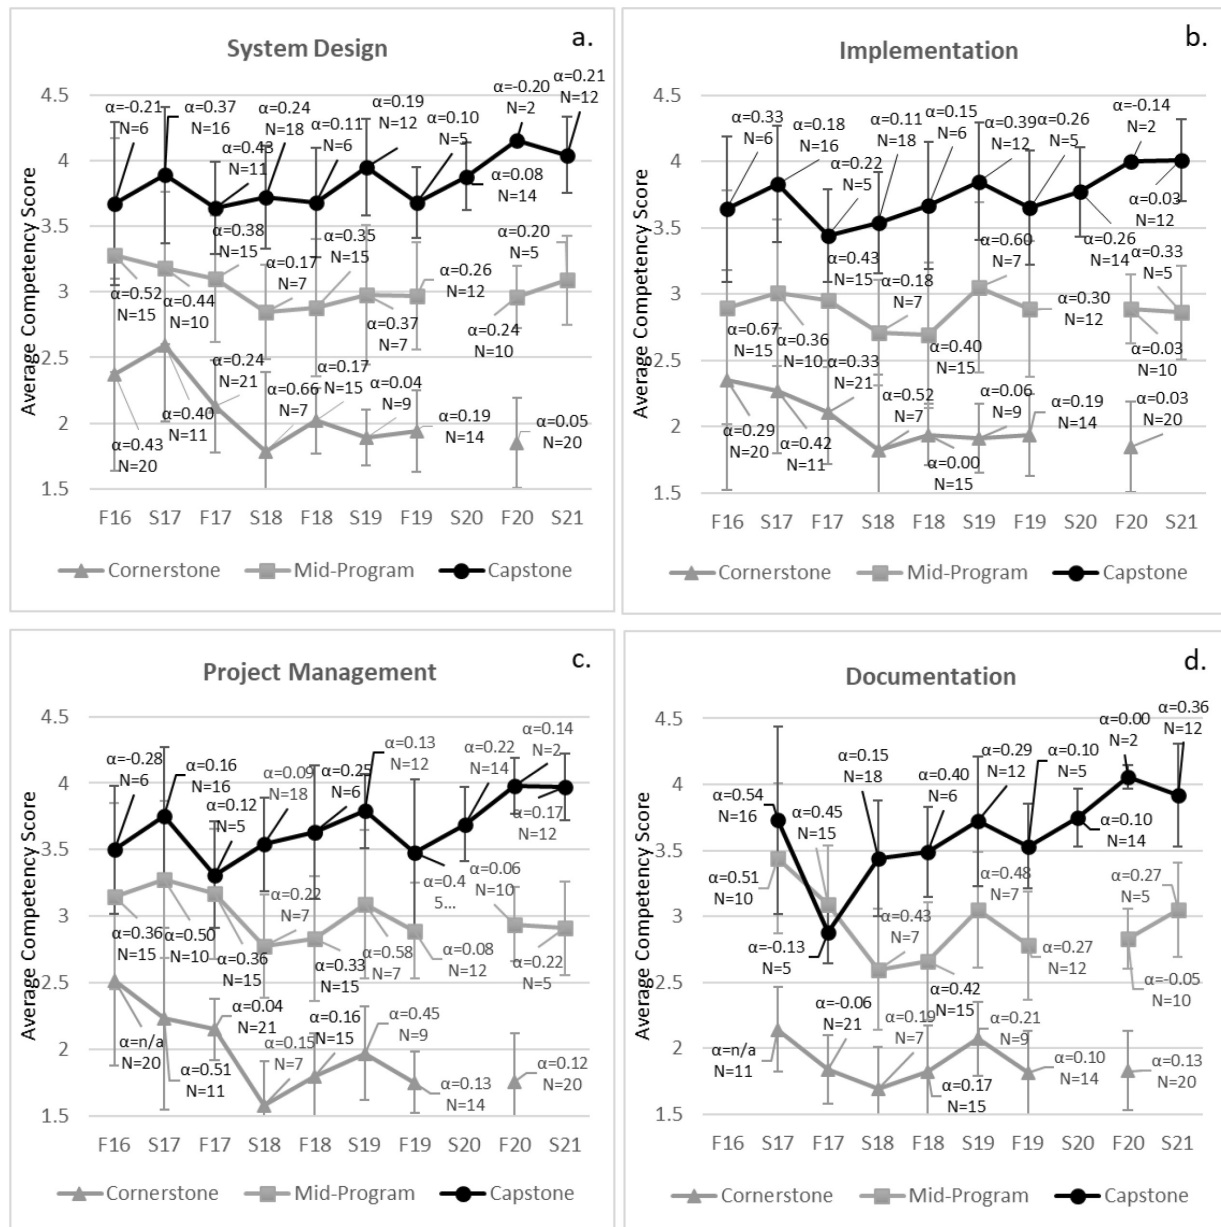 a.
System Design
Average Competency Score
4.5
4
3.5
3
2.5
2
1.5
α=-0.21
N=6
α=0.37
N=16
α=0.43
N=11
α=0.24
N=18
α=0.11
N=6
α=0.19
N=12
α=0.10
N=5
α=0.08
N=14
α=-0.20
N=2
α=0.21
N=12
α=0.52
N=15
α=0.44
N=10
α=0.38
N=15
α=0.17
N=7
α=0.35
N=15
α=0.37
N=7
α=0.26
N=12
α=0.24
N=10
α=0.20
N=5
α=0.43
N=20
α=0.40
N=11
α=0.24
N=21
α=0.66
N=7
α=0.17
N=15
α=0.04
N=9
α=0.19
N=14
α=0.05
N=20
F16 S17 F17 S18 F18 S19 F19 S20 F20 S21
Cornerstone Mid-Program Capstone
b.
Implementation
Average Competency Score
4.5
4
3.5
3
2.5
2
1.5
α=0.33
N=6
α=0.18
N=16
α=0.22
N=5
α=0.11
N=18
α=0.15
N=6
α=0.39
N=12
α=0.26
N=5
α=0.26
N=14
α=-0.14
N=2
α=0.03
N=12
α=0.67
N=15
α=0.36
N=10
α=0.43
N=15
α=0.18
N=7
α=0.40
N=15
α=0.60
N=7
α=0.30
N=12
α=0.03
N=10
α=0.33
N=5
α=0.29
N=20
α=0.42
N=11
α=0.33
N=21
α=0.52
N=7
α=0.00
N=15
α=0.06
N=9
α=0.19
N=14
α=0.03
N=20
F16 S17 F17 S18 F18 S19 F19 S20 F20 S21
Cornerstone Mid-Program Capstone
c.
Project Management
Average Competency Score
4.5
4
3.5
3
2.5
2
1.5
α=-0.28
N=6
α=0.16
N=16
α=0.12
N=5
α=0.09
N=18
α=0.25
N=6
α=0.13
N=12
α=0.4
5...
α=0.22
N=14
α=0.14
N=2
α=0.17
N=12
α=0.36
N=15
α=0.50
N=10
α=0.36
N=15
α=0.22
N=7
α=0.33
N=15
α=0.58
N=7
α=0.08
N=12
α=0.06
N=10
α=0.22
N=5
α=n/a
N=20
α=0.51
N=11
α=0.04
N=21
α=0.15
N=7
α=0.16
N=15
α=0.45
N=9
α=0.13
N=14
α=0.12
N=20
F16 S17 F17 S18 F18 S19 F19 S20 F20 S21
Cornerstone Mid-Program Capstone
d.
Documentation
Average Competency Score
4.5
4
3.5
3
2.5
2
1.5
α=0.54
N=16
α=-0.13
N=5
α=0.15
N=18
α=0.40
N=6
α=0.29
N=12
α=0.10
N=5
α=0.10
N=14
α=0.00
N=2
α=0.36
N=12
α=0.51
N=10
α=0.45
N=15
α=0.43
N=7
α=0.42
N=15
α=0.48
N=7
α=0.27
N=12
α=-0.05
N=10
α=0.27
N=5
α=n/a
N=11
α=-0.06
N=21
α=0.19
N=7
α=0.17
N=15
α=0.21
N=9
α=0.10
N=14
α=0.13
N=20
F16 S17 F17 S18 F18 S19 F19 S20 F20 S21
Cornerstone Mid-Program Capstone